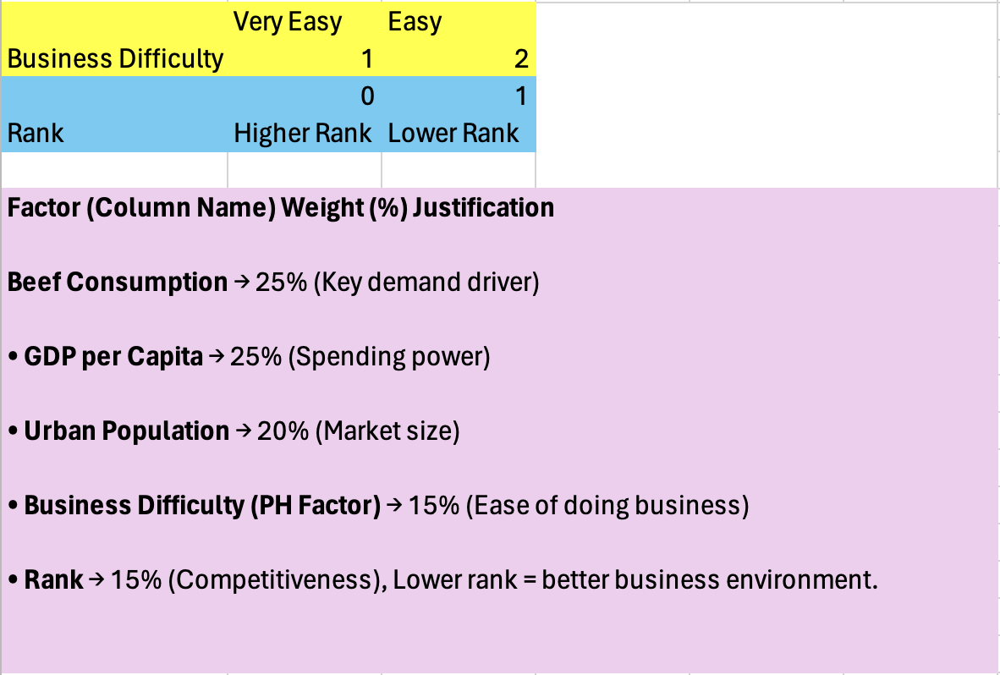 Very Easy Easy
Business Difficulty 1 2
0 1
Rank Higher Rank Lower Rank
Factor (Column Name) Weight (%) Justification
Beef Consumption → 25% (Key demand driver)
• GDP per Capita → 25% (Spending power)
• Urban Population → 20% (Market size)
• Business Difficulty (PH Factor) → 15% (Ease of doing business)
• Rank → 15% (Competitiveness), Lower rank = better business environment.